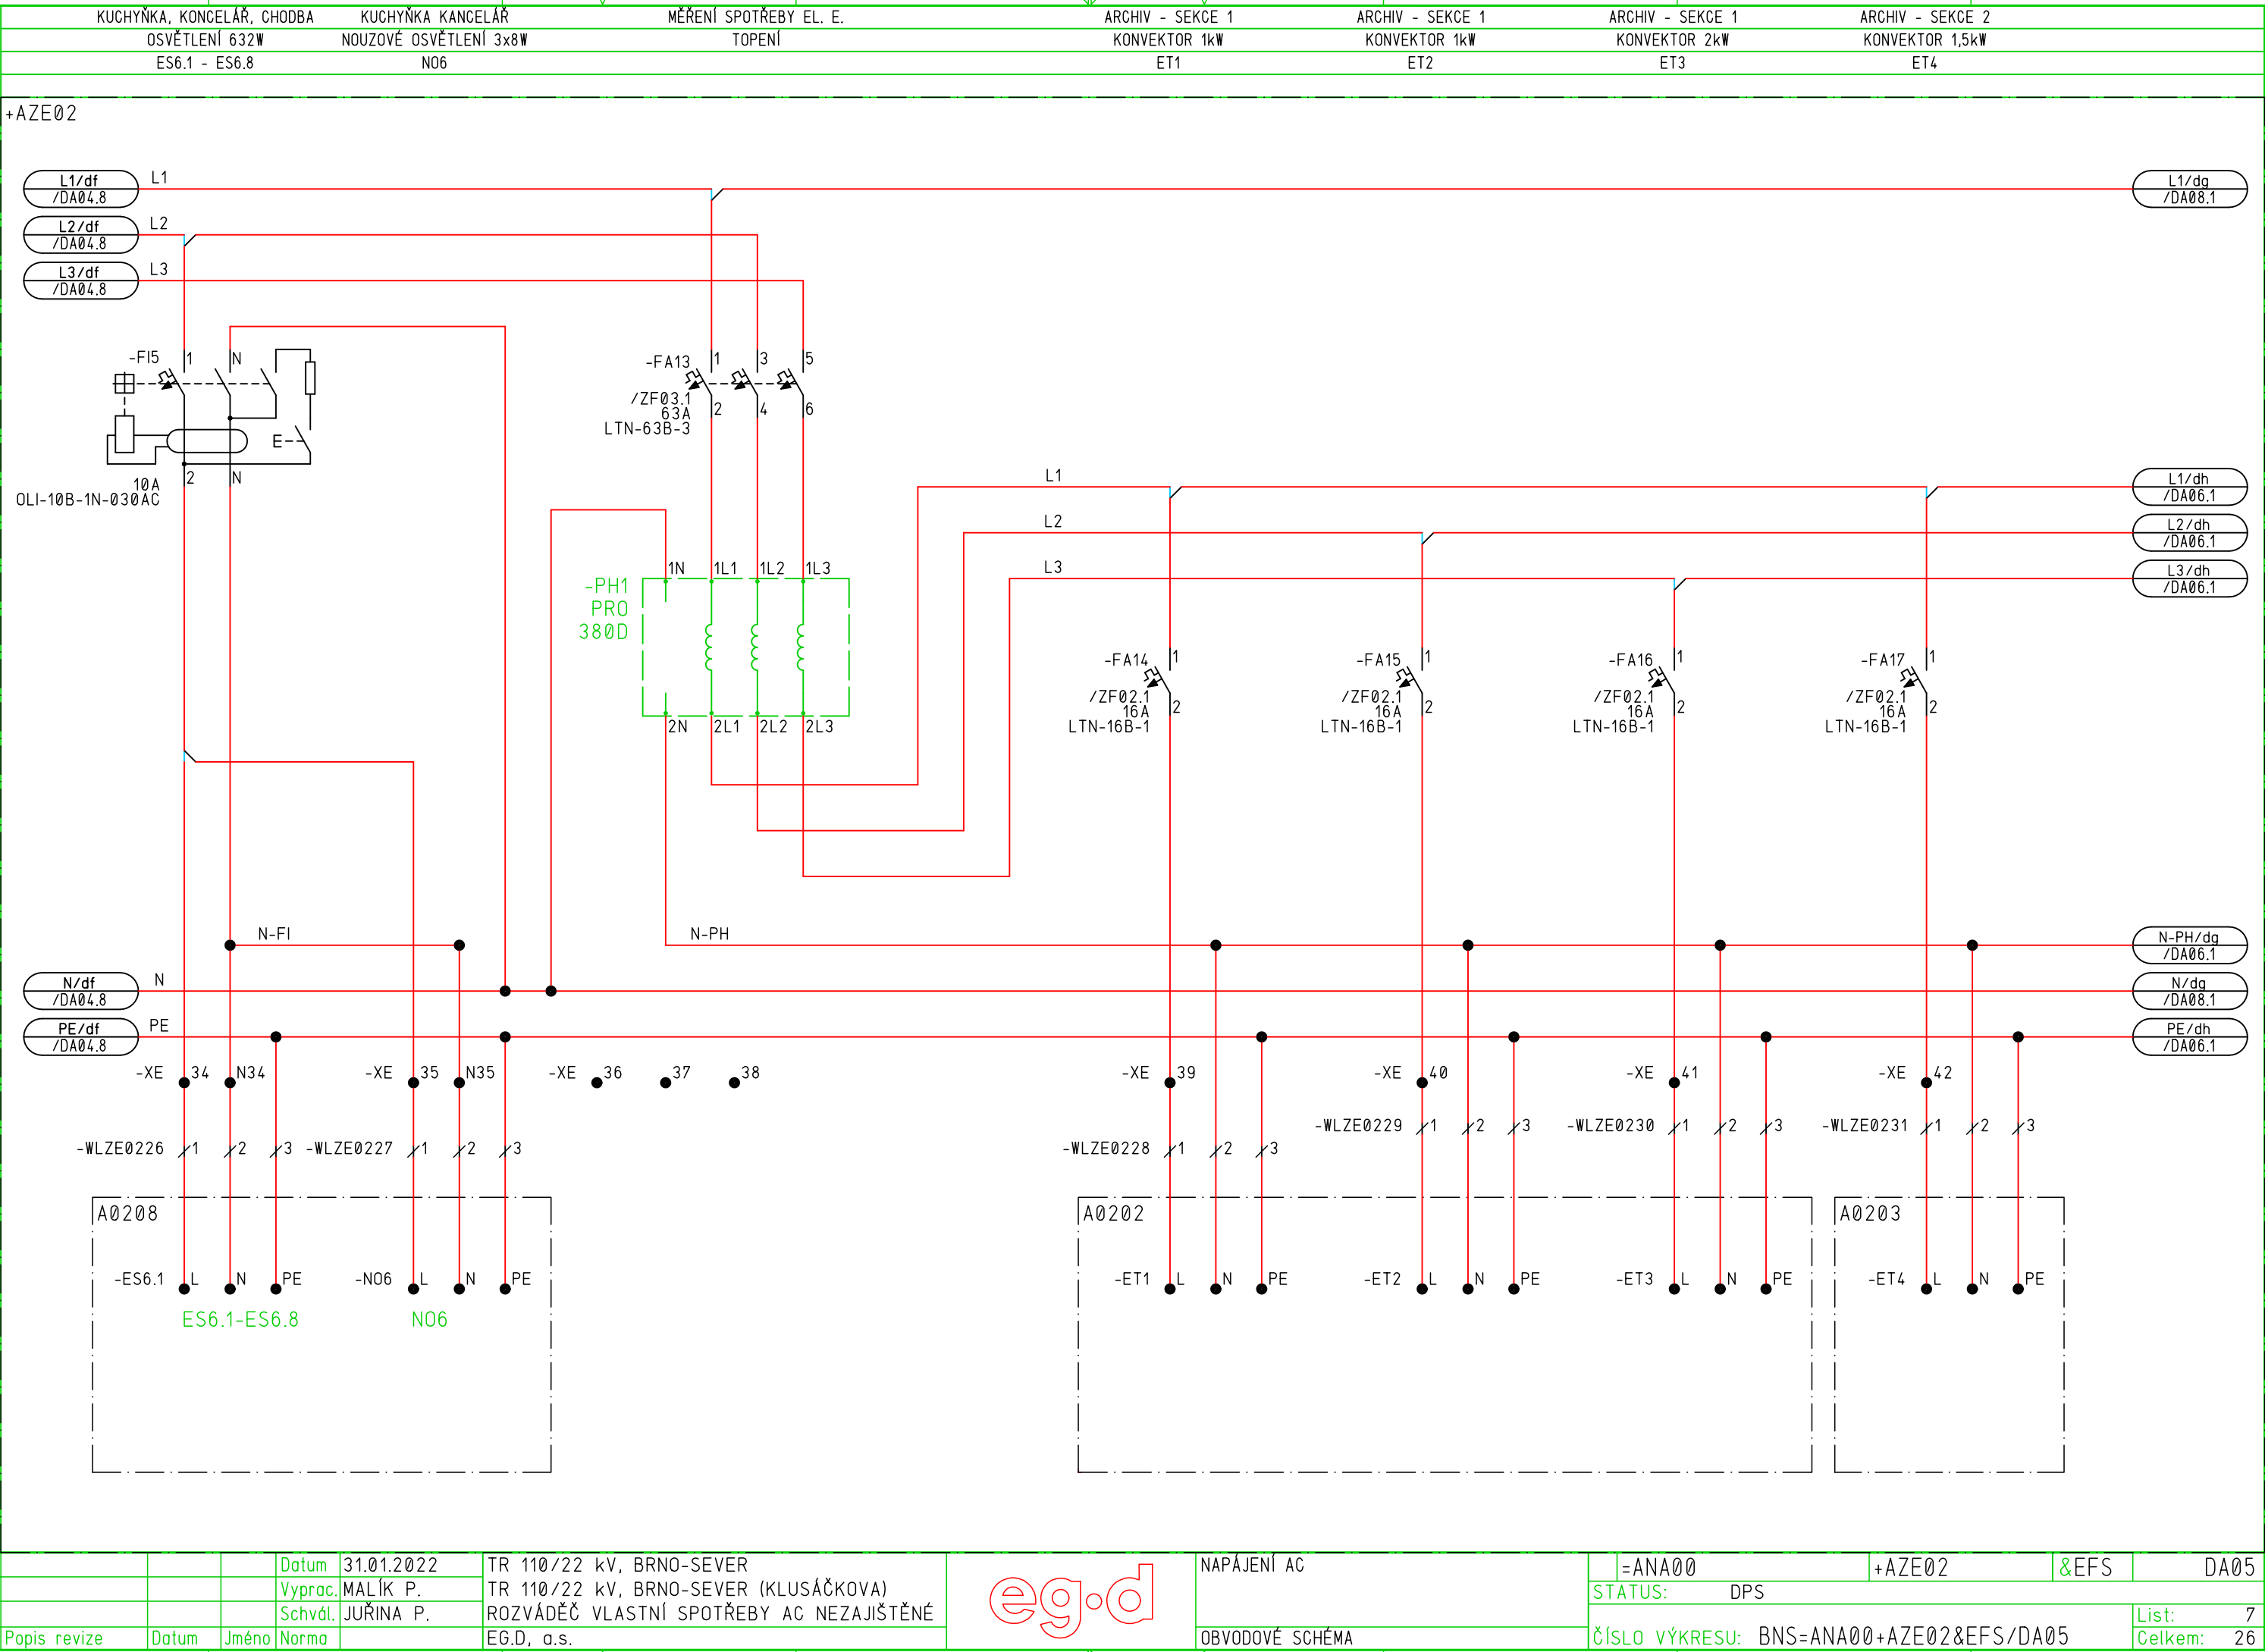 KUCHYŇKA, KONCELÁŘ, CHODBA KUCHYŇKA KANCELÁŘ MĚŘENÍ SPOTŘEBY EL. E. ARCHIV - SEKCE 1 ARCHIV - SEKCE 1 ARCHIV - SEKCE 1 ARCHIV - SEKCE 2
OSVĚTLENÍ 632W NOUZOVÉ OSVĚTLENÍ 3x8W TOPENÍ KONVEKTOR 1kW KONVEKTOR 1kW KONVEKTOR 2kW KONVEKTOR 1,5kW
ES6.1 - ES6.8 NO6 ET1 ET2 ET3 ET4
+AZE02
L1/df L1 L1/dg
/DA04.8 /DA08.1
L2/df L2
/DA04.8
L3/df L3
/DA04.8
-FI5 1 N -FA13 1 3 5
/ZF03.1
63A 2 4 6
LTN-63B-3
E
2 N
10A
OLI-10B-1N-030AC
L1 L1/dh
/DA06.1
L2 L2/dh
/DA06.1
L3 L3/dh
/DA06.1
1N 1L1 1L2 1L3
-PH1
PRO
380D
2N 2L1 2L2 2L3
-FA14 1 -FA15 1 -FA16 1 -FA17 1
/ZF02.1 /ZF02.1 /ZF02.1 /ZF02.1
16A 2 16A 2 16A 2 16A 2
LTN-16B-1 LTN-16B-1 LTN-16B-1 LTN-16B-1
N-FI N-PH N-PH/dg
/DA06.1
N/df N N/dg
/DA04.8 /DA08.1
PE/df PE PE/dh
/DA04.8 /DA06.1
-XE 34 N34 -XE 35 N35 -XE 36 37 38 -XE 39 -XE 40 -XE 41 -XE 42
-WLZE0229 1 2 3 -WLZE0230 1 2 3 -WLZE0231 1 2 3
-WLZE0226 1 2 3 -WLZE0227 1 2 3 -WLZE0228 1 2 3
A0208 A0202 A0203
-ES6.1 L N PE -NO6 L N PE -ET1 L N PE -ET2 L N PE -ET3 L N PE -ET4 L N PE
ES6.1-ES6.8 NO6
Datum 31.01.2022 TR 110/22 kV, BRNO-SEVER NAPÁJENÍ AC =ANA00 +AZE02 &EFS DA05
Vyprac. MALÍK P. TR 110/22 kV, BRNO-SEVER (KLUSÁČKOVA) STATUS: DPS
Schvál. JUŘINA P. ROZVÁDĚČ VLASTNÍ SPOTŘEBY AC NEZAJIŠTĚNÉ eg.d List: 7
Popis revize Datum Jméno Norma EG.D, a.s. OBVODOVÉ SCHÉMA ČÍSLO VÝKRESU: BNS=ANA00+AZE02&EFS/DA05 Celkem: 26